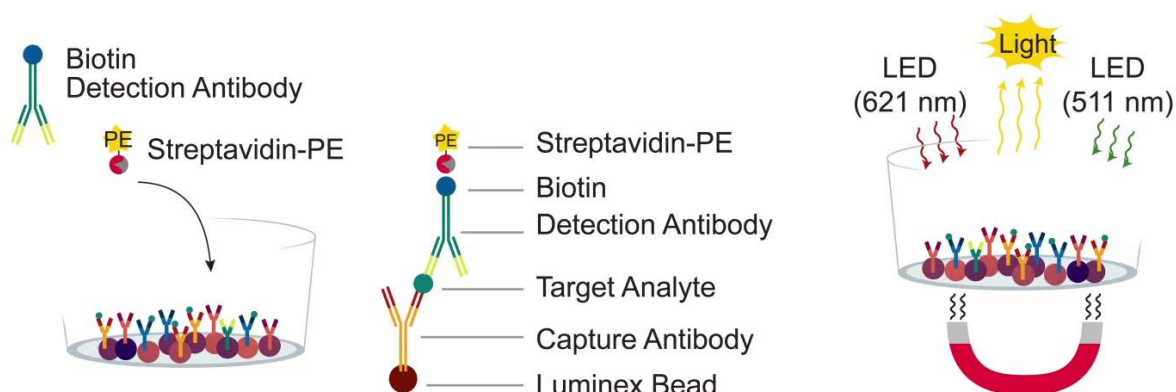 Biotin
Detection Antibody
PE
Streptavidin-PE
PE
Streptavidin-PE
Biotin
Detection Antibody
Target Analyte
Capture Antibody
Luminex Bead
Light
LED
(621 nm)
LED
(511 nm)